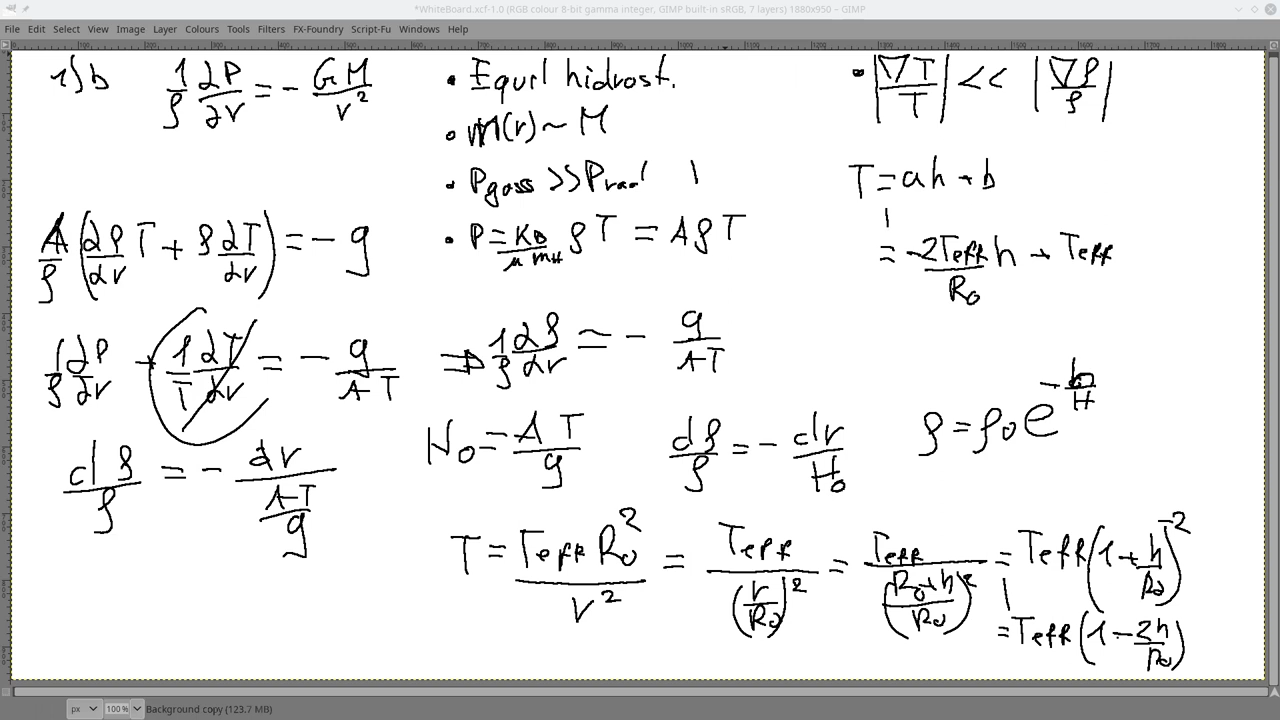 *WhiteBoard.xcf-1.0 (RGB colour 8-bit gamma integer, GIMP built-in sRGB, 7 layers) 1880x950 – GIMP
File Edit Select View Image Layer Colours Tools Filters FX-Foundry Script-Fu Windows Help
1)b 1/ρ ∂P/∂r = - GM/r²
• Equil hidrost.
• m(r) ~ M
• Pgass >> Prad
• P = KB/μ mH ρT = AρT
• |∇T/T| << |∇ρ/ρ|
T = ah + b
= -2Teff/R₀ h + Teff
A/ρ (∂ρ/∂r T + ρ ∂T/∂r) = - g
1/ρ ∂ρ/∂r + 1/T ∂T/∂r = - g/AT ⇒ 1/ρ ∂ρ/∂r ≃ - g/AT
dρ/ρ = - dr/(AT/g)
H₀ = AT/g dρ/ρ = - dr/H₀ ρ = ρ₀ e^(-h/H)
T = Teff R₀²/r² = Teff/(r/R₀)² = Teff/((R₀+h)/R₀)² = Teff(1+h/R₀)⁻²
= Teff(1 - 2h/R₀)
px 100% Background copy (123.7 MB)